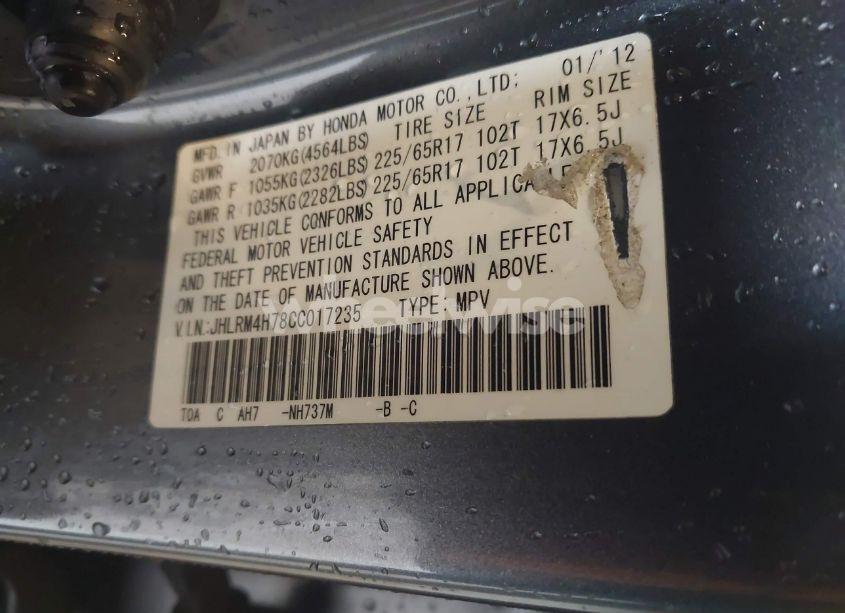 MFD. IN JAPAN BY HONDA MOTOR CO., LTD: 01/'12
GVWR 2070KG(4564LBS) TIRE SIZE RIM SIZE
GAWR F 1055KG(2326LBS) 225/65R17 102T 17X6.5J
GAWR R 1035KG(2282LBS) 225/65R17 102T 17X6.5J
THIS VEHICLE CONFORMS TO ALL
FEDERAL MOTOR VEHICLE SAFETY
AND THEFT PREVENTION STANDARDS IN EFFECT
ON THE DATE OF MANUFACTURE SHOWN ABOVE.
V.I.N.:JHLRM4H78CC017235 TYPE: MPV
TOA C AH7 -NH737M -B -C